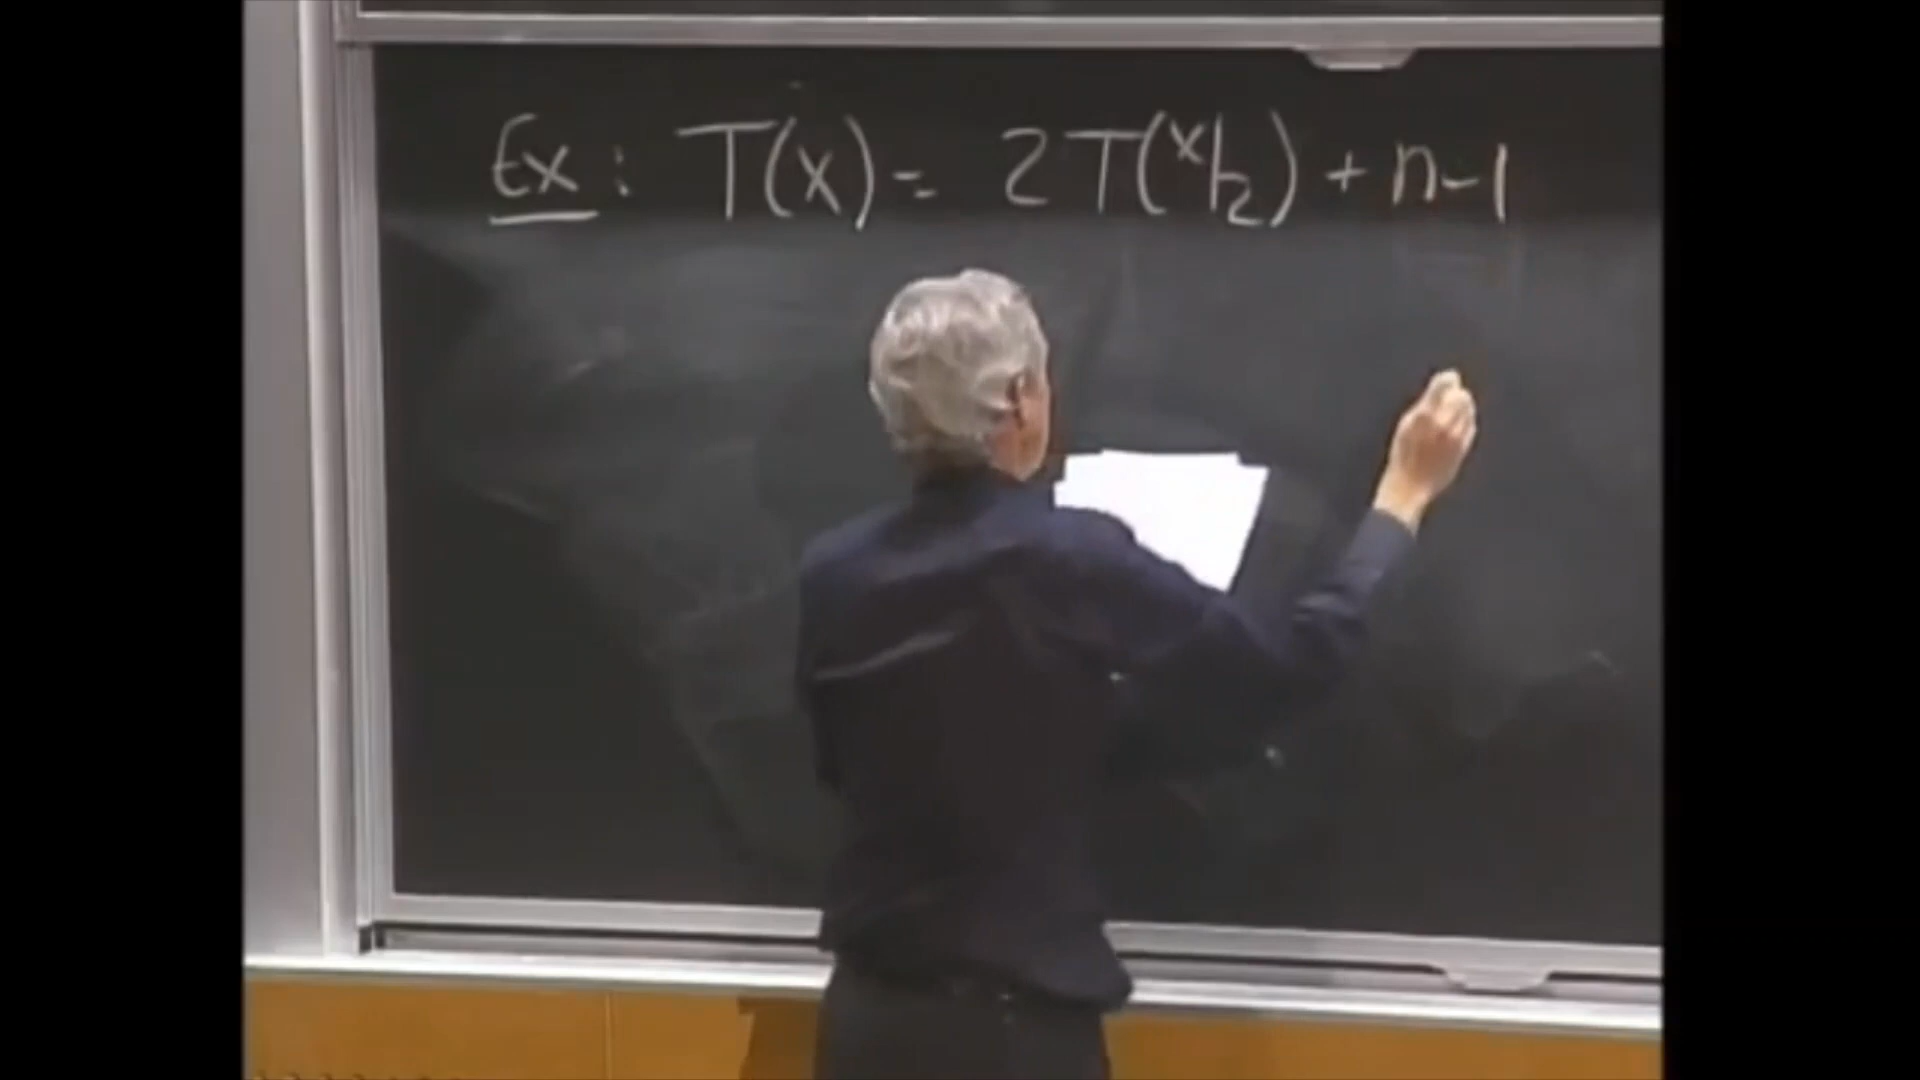 Ex : T(x) = 2T(x/2) + n-1